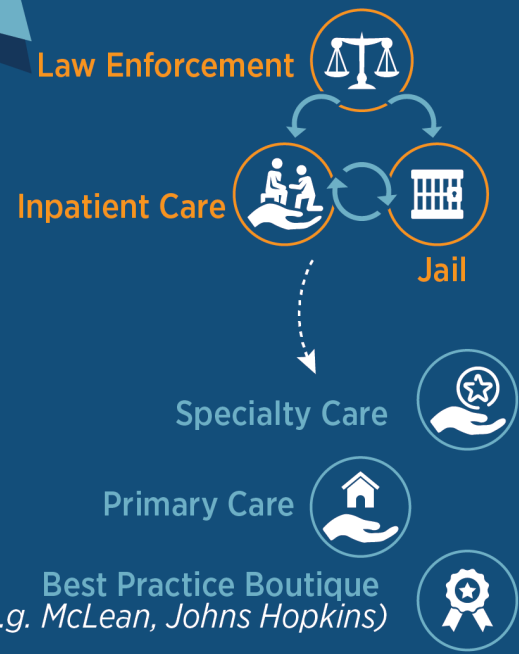 Law Enforcement
Inpatient Care
Jail
Specialty Care
Primary Care
Best Practice Boutique
.g. McLean, Johns Hopkins)